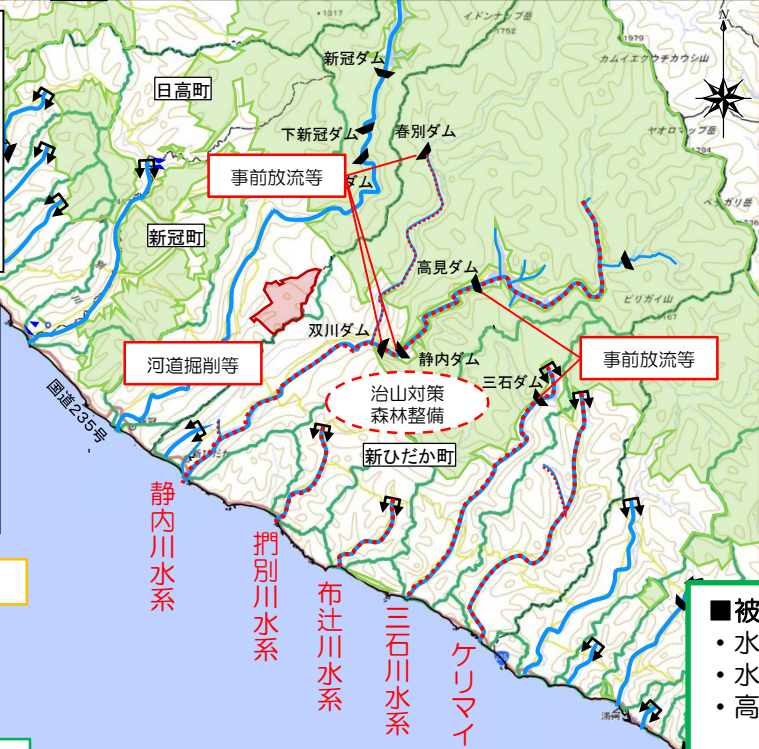 ・1317
イドンナップ岳
1752
N
・1979
カムイエクウチカウシ山
新冠ダム
日高町
下新冠ダム
春別ダム
ヤオロマップ岳
1794
事前放流等
ダム
新冠町
高見ダム
ピリガイ山
双川ダム
静内ダム
河道掘削等
事前放流等
三石ダム
治山対策
森林整備
国道235号
新ひだか町
静内川水系
捫別川水系
布辻川水系
三石川水系
ケリマイ
浦河
■被
・水
・水
・高